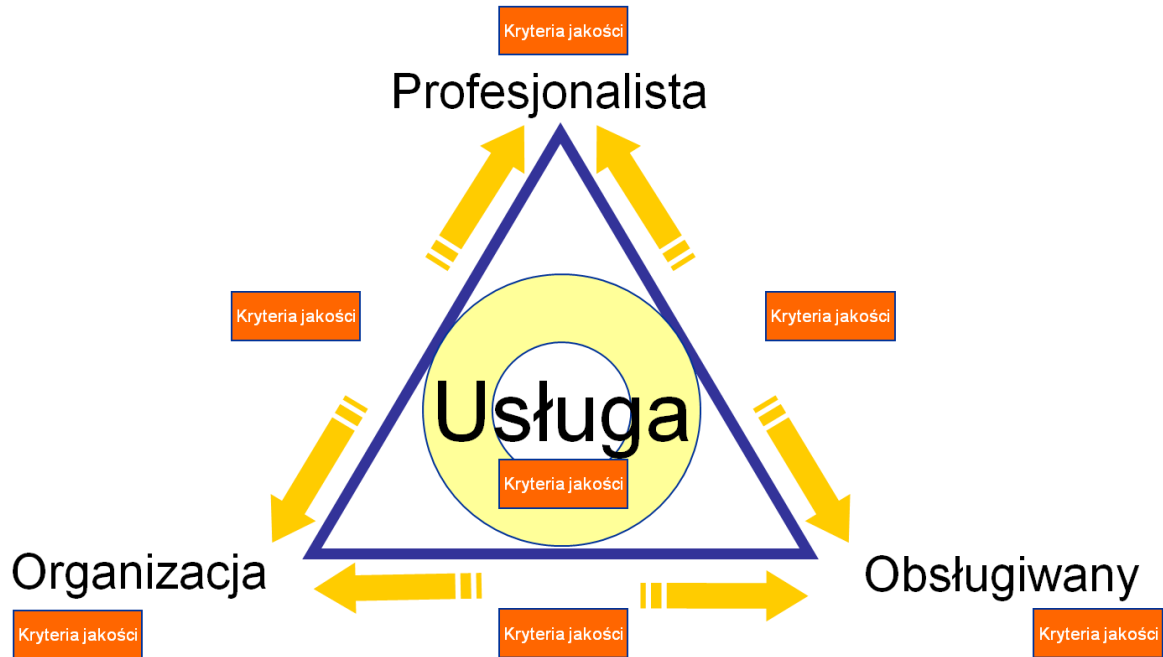 Kryteria jakości
Profesjonalista
Kryteria jakości
Kryteria jakości
Usługa
Kryteria jakości
Organizacja
Obsługiwany
Kryteria jakości
Kryteria jakości
Kryteria jakości